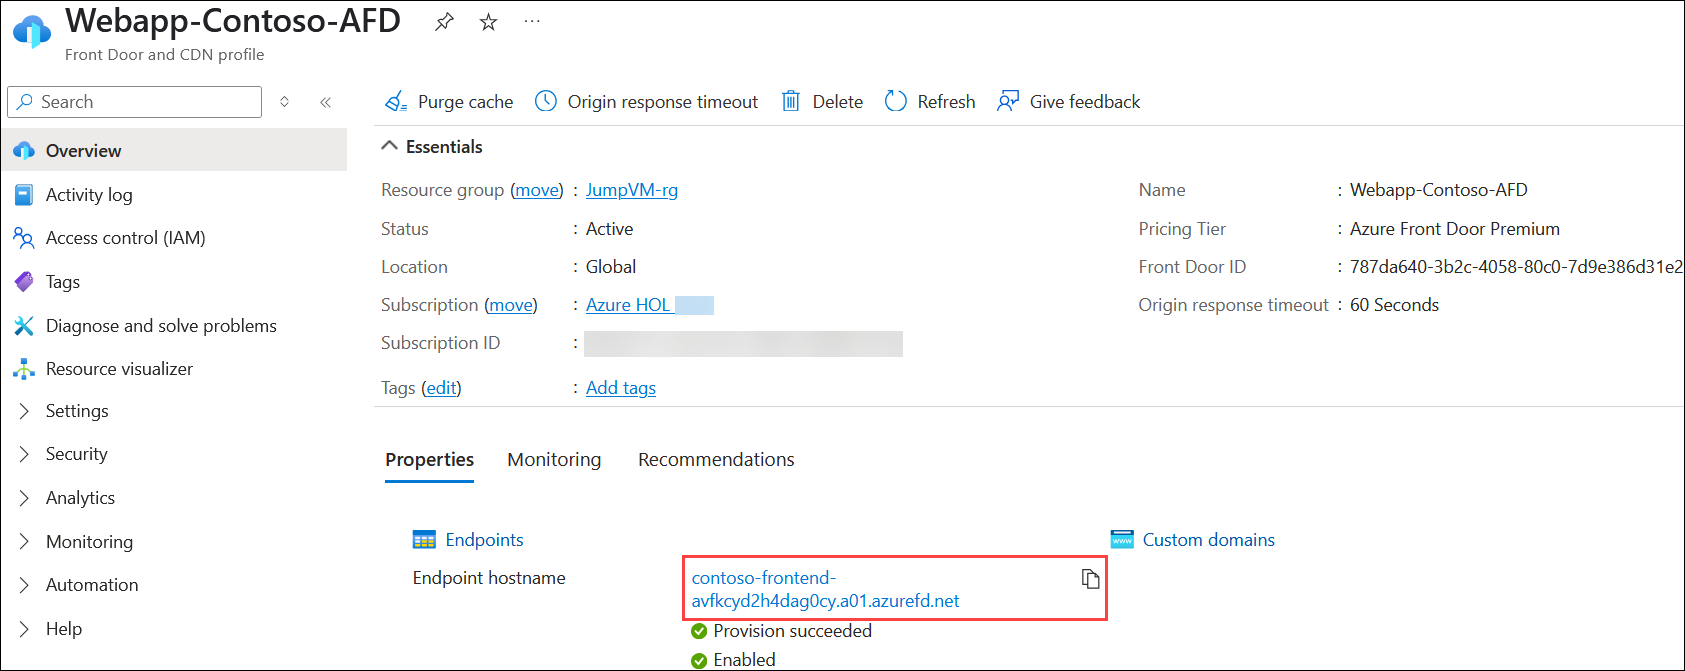 Webapp-Contoso-AFD
Front Door and CDN profile
Search
Purge cache
Origin response timeout
Delete
Refresh
Give feedback
Overview
Activity log
Access control (IAM)
Tags
Diagnose and solve problems
Resource visualizer
Settings
Security
Analytics
Monitoring
Automation
Help
Essentials
Resource group (move) : JumpVM-rg
Status : Active
Location : Global
Subscription (move) : Azure HOL
Subscription ID :
Tags (edit) : Add tags
Name : Webapp-Contoso-AFD
Pricing Tier : Azure Front Door Premium
Front Door ID : 787da640-3b2c-4058-80c0-7d9e386d31e2
Origin response timeout : 60 Seconds
Properties
Monitoring
Recommendations
Endpoints
Endpoint hostname
contoso-frontend-
avfkcyd2h4dag0cy.a01.azurefd.net
Provision succeeded
Enabled
Custom domains